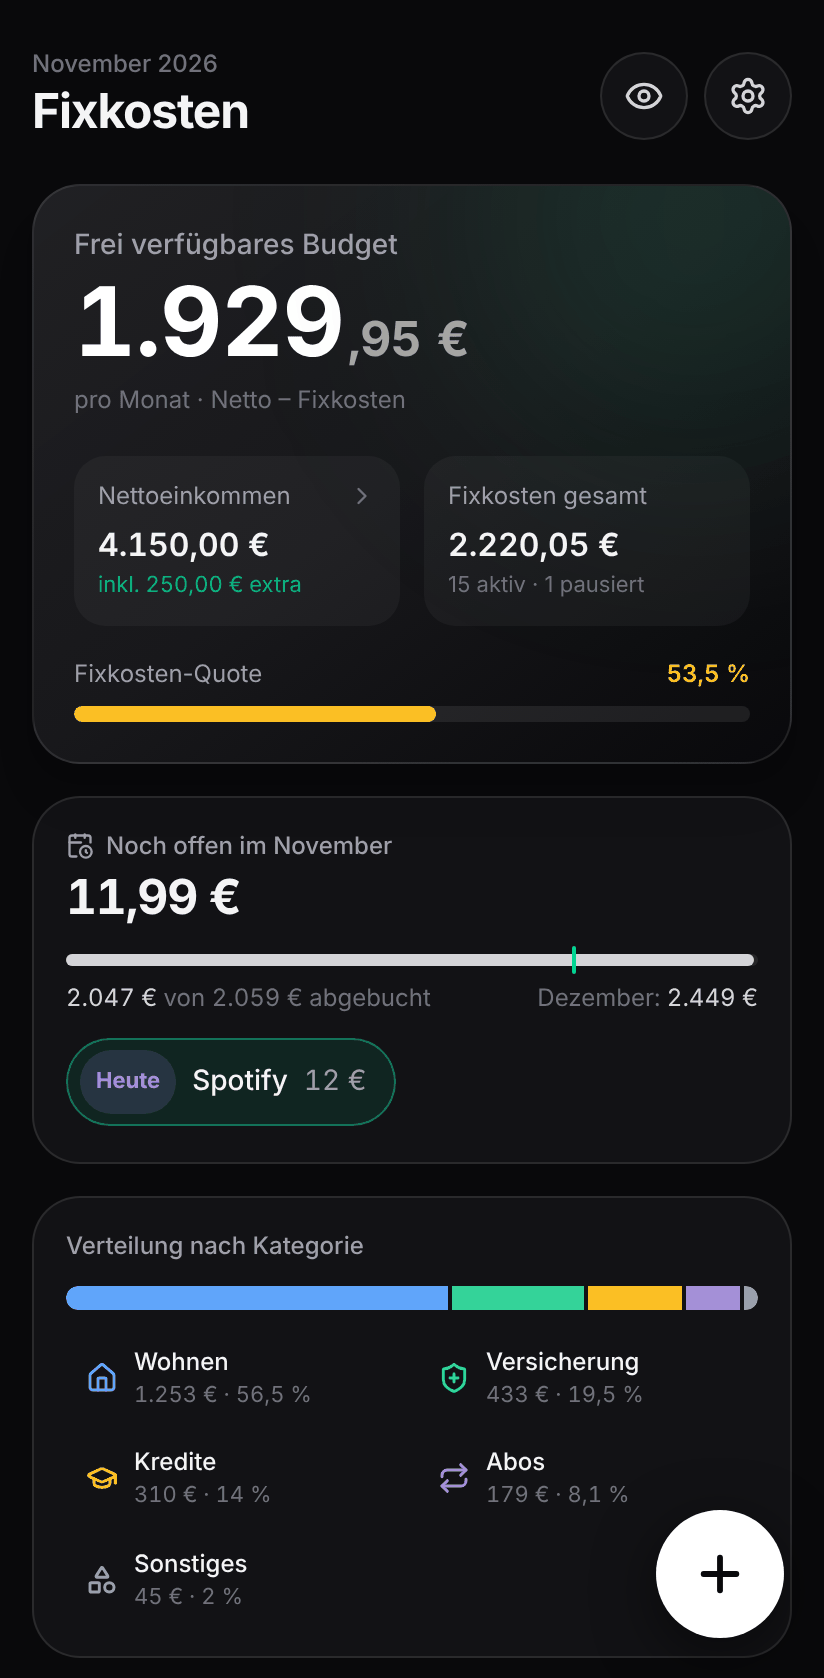 November 2026
Fixkosten
Frei verfügbares Budget
1.929,95 €
pro Monat · Netto – Fixkosten
Nettoeinkommen
4.150,00 €
inkl. 250,00 € extra
Fixkosten gesamt
2.220,05 €
15 aktiv · 1 pausiert
Fixkosten-Quote
53,5 %
Noch offen im November
11,99 €
2.047 € von 2.059 € abgebucht
Dezember: 2.449 €
Heute Spotify 12 €
Verteilung nach Kategorie
Wohnen
1.253 € · 56,5 %
Versicherung
433 € · 19,5 %
Kredite
310 € · 14 %
Abos
179 € · 8,1 %
Sonstiges
45 € · 2 %